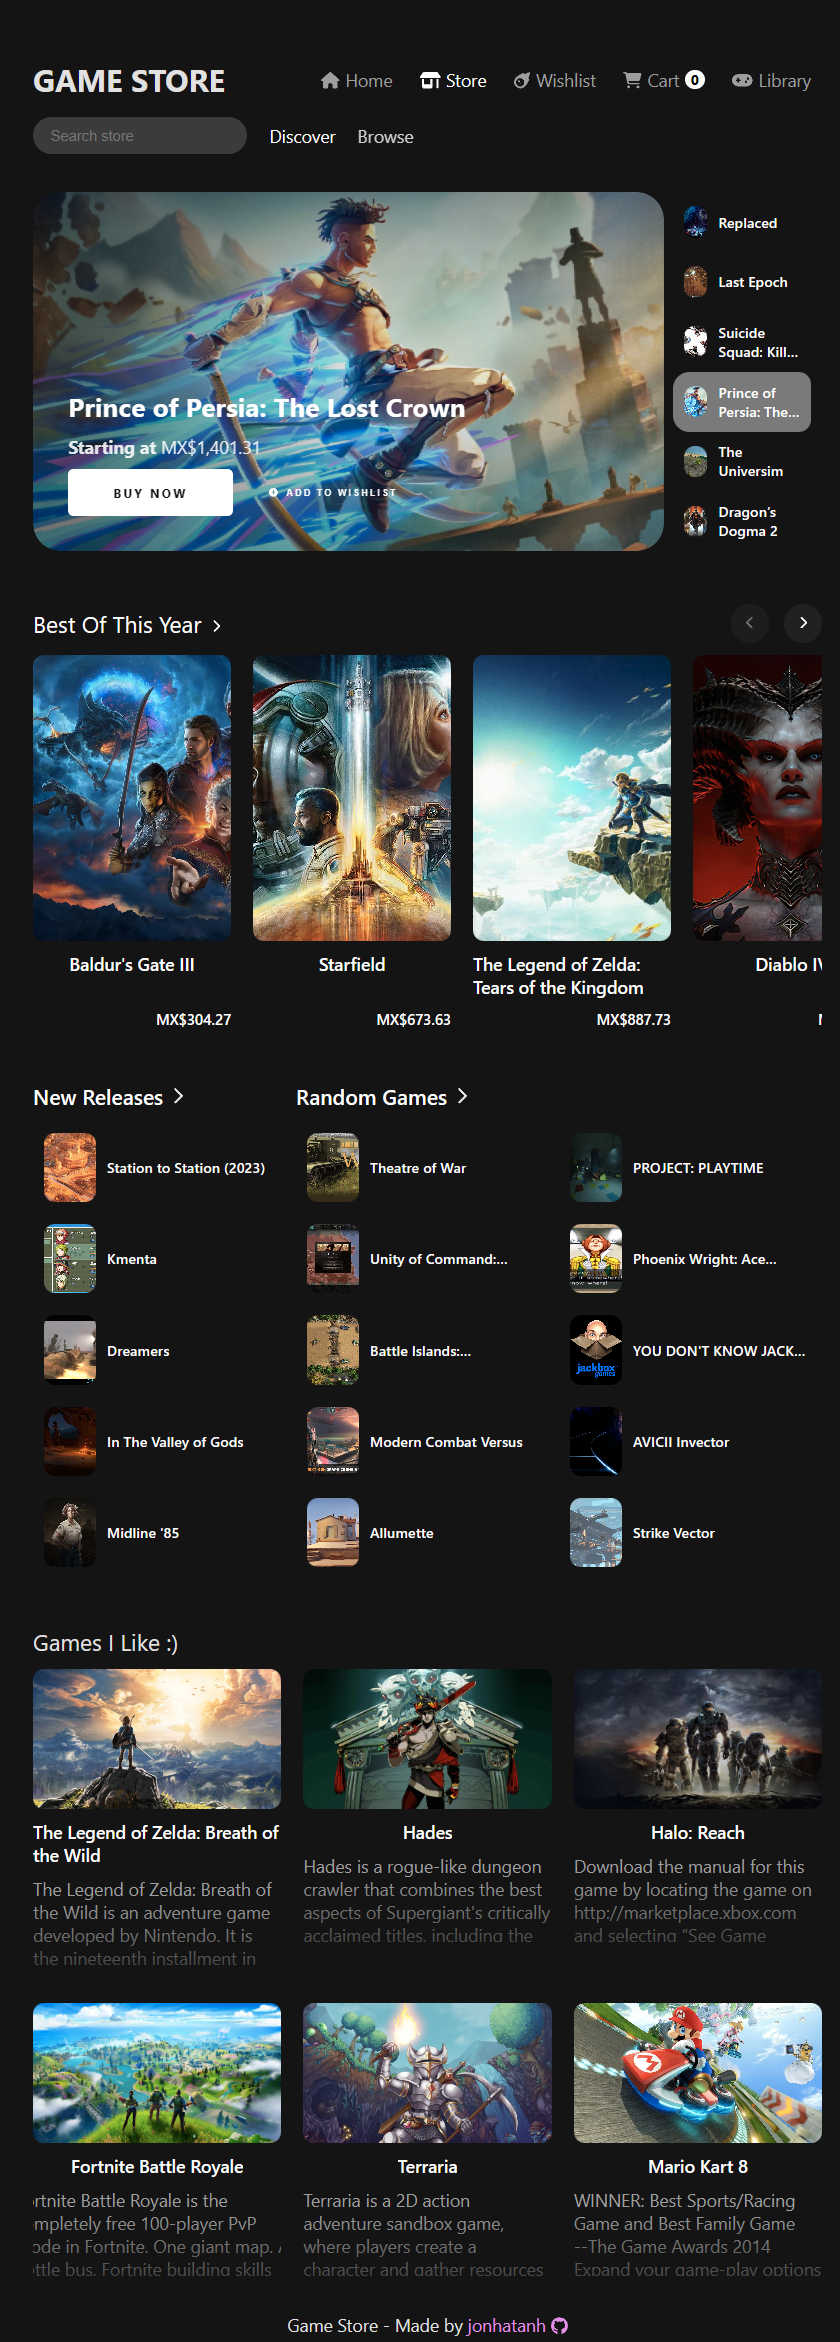 GAME STORE
Home
Store
Wishlist
Cart 0
Library
Search store
Discover
Browse
Prince of Persia: The Lost Crown
Starting at MX$1,401.31
BUY NOW
ADD TO WISHLIST
Replaced
Last Epoch
Suicide
Squad: Kill...
Prince of
Persia: The...
The
Universim
Dragon's
Dogma 2
Best Of This Year
Baldur's Gate III
MX$304.27
Starfield
MX$673.63
The Legend of Zelda:
Tears of the Kingdom
MX$887.73
Diablo IV
New Releases
Station to Station (2023)
Kmenta
Dreamers
In The Valley of Gods
Midline '85
Random Games
Theatre of War
PROJECT: PLAYTIME
Unity of Command:...
Phoenix Wright: Ace...
Battle Islands:...
jackbox
games
YOU DON'T KNOW JACK...
Modern Combat Versus
AVICII Invector
Allumette
Strike Vector
Games I Like :)
The Legend of Zelda: Breath of
the Wild
The Legend of Zelda: Breath of
the Wild is an adventure game
developed by Nintendo. It is
the nineteenth installment in
Hades
Hades is a rogue-like dungeon
crawler that combines the best
aspects of Supergiant's critically
acclaimed titles, including the
Halo: Reach
Download the manual for this
game by locating the game on
http://marketplace.xbox.com
and selecting “See Game
Fortnite Battle Royale
rtnite Battle Royale is the
mpletely free 100-player PvP
ode in Fortnite. One giant map. A
ttle bus. Fortnite building skills
Terraria
Terraria is a 2D action
adventure sandbox game,
where players create a
character and gather resources
Mario Kart 8
WINNER: Best Sports/Racing
Game and Best Family Game
--The Game Awards 2014
Expand your game-play options
Game Store - Made by jonhatanh